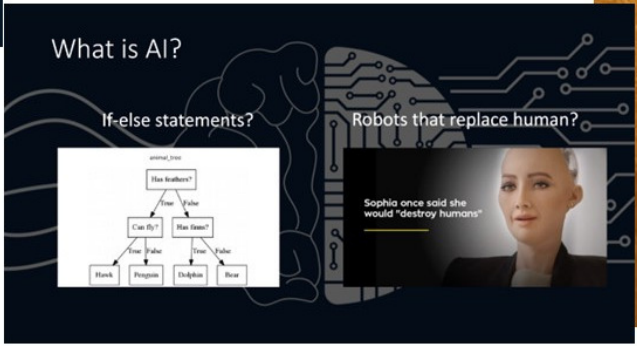 What is AI?
If-else statements?
Robots that replace human?
animal_tree
Has feathers?
True False
Can fly? Has finns?
True False True False
Hawk Penguin Dolphin Bear
Sophia once said she
would "destroy humans"